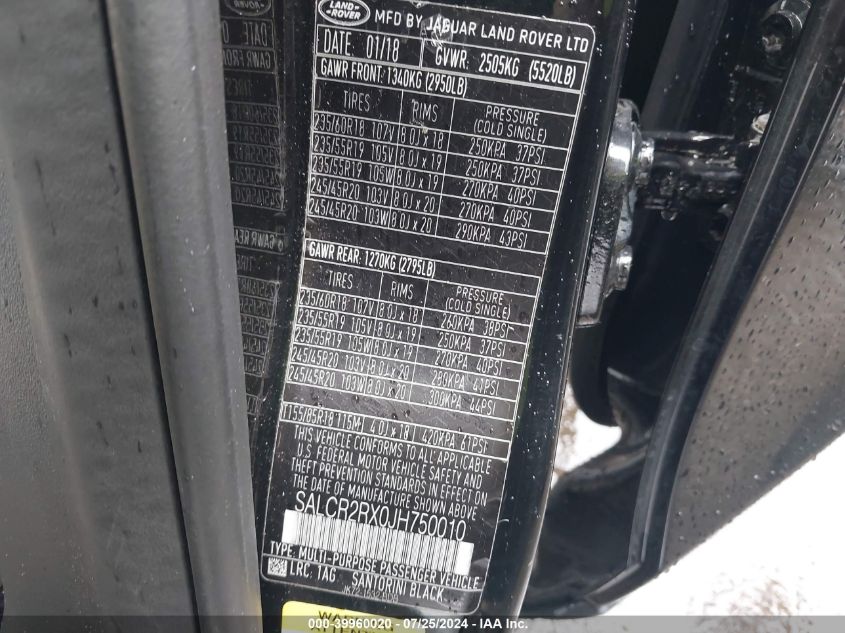 LAND ROVER MFD BY JAGUAR LAND ROVER LTD
DATE: 01/18 GVWR: 2505KG (5520LB)
GAWR FRONT: 1340KG (2950LB)
TIRES RIMS PRESSURE (COLD SINGLE)
235/60R18 107V 8.0J x 18 250KPA 37PSI
235/55R19 105V 8.0J x 19 250KPA 37PSI
235/55R19 105W 8.0J x 19 270KPA 40PSI
245/45R20 103V 8.0J x 20 270KPA 40PSI
245/45R20 103W 8.0J x 20 290KPA 43PSI
GAWR REAR: 1270KG (2795LB)
TIRES RIMS PRESSURE (COLD SINGLE)
235/60R18 107V 8.0J x 18 260KPA 38PSI
235/55R19 105V 8.0J x 19 250KPA 37PSI
235/55R19 105W 8.0J x 19 270KPA 40PSI
245/45R20 103V 8.0J x 20 280KPA 41PSI
245/45R20 103W 8.0J x 20 300KPA 44PSI
T155/85R18 115M 4.0J x 18 420KPA 61PSI
THIS VEHICLE CONFORMS TO ALL APPLICABLE
U.S FEDERAL MOTOR VEHICLE SAFETY AND
THEFT PREVENTION STANDARDS IN EFFECT ON
THE DATE OF MANUFACTURE SHOWN ABOVE
SALCR2RX0JH750010
TYPE: MULTI-PURPOSE PASSENGER VEHICLE
LRC: 1AG SANTORINI BLACK
WARNING
© IAA-39960020 - 07/25/2024 - IAA Inc.